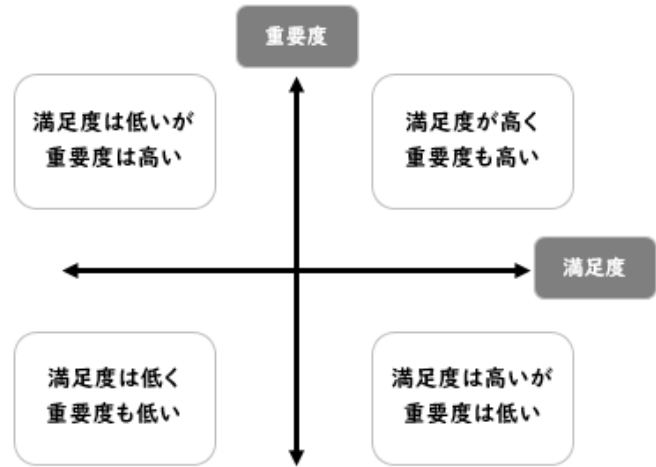 重要度
満足度は低いが
重要度は高い
満足度が高く
重要度も高い
満足度
満足度は低く
重要度も低い
満足度は高いが
重要度は低い